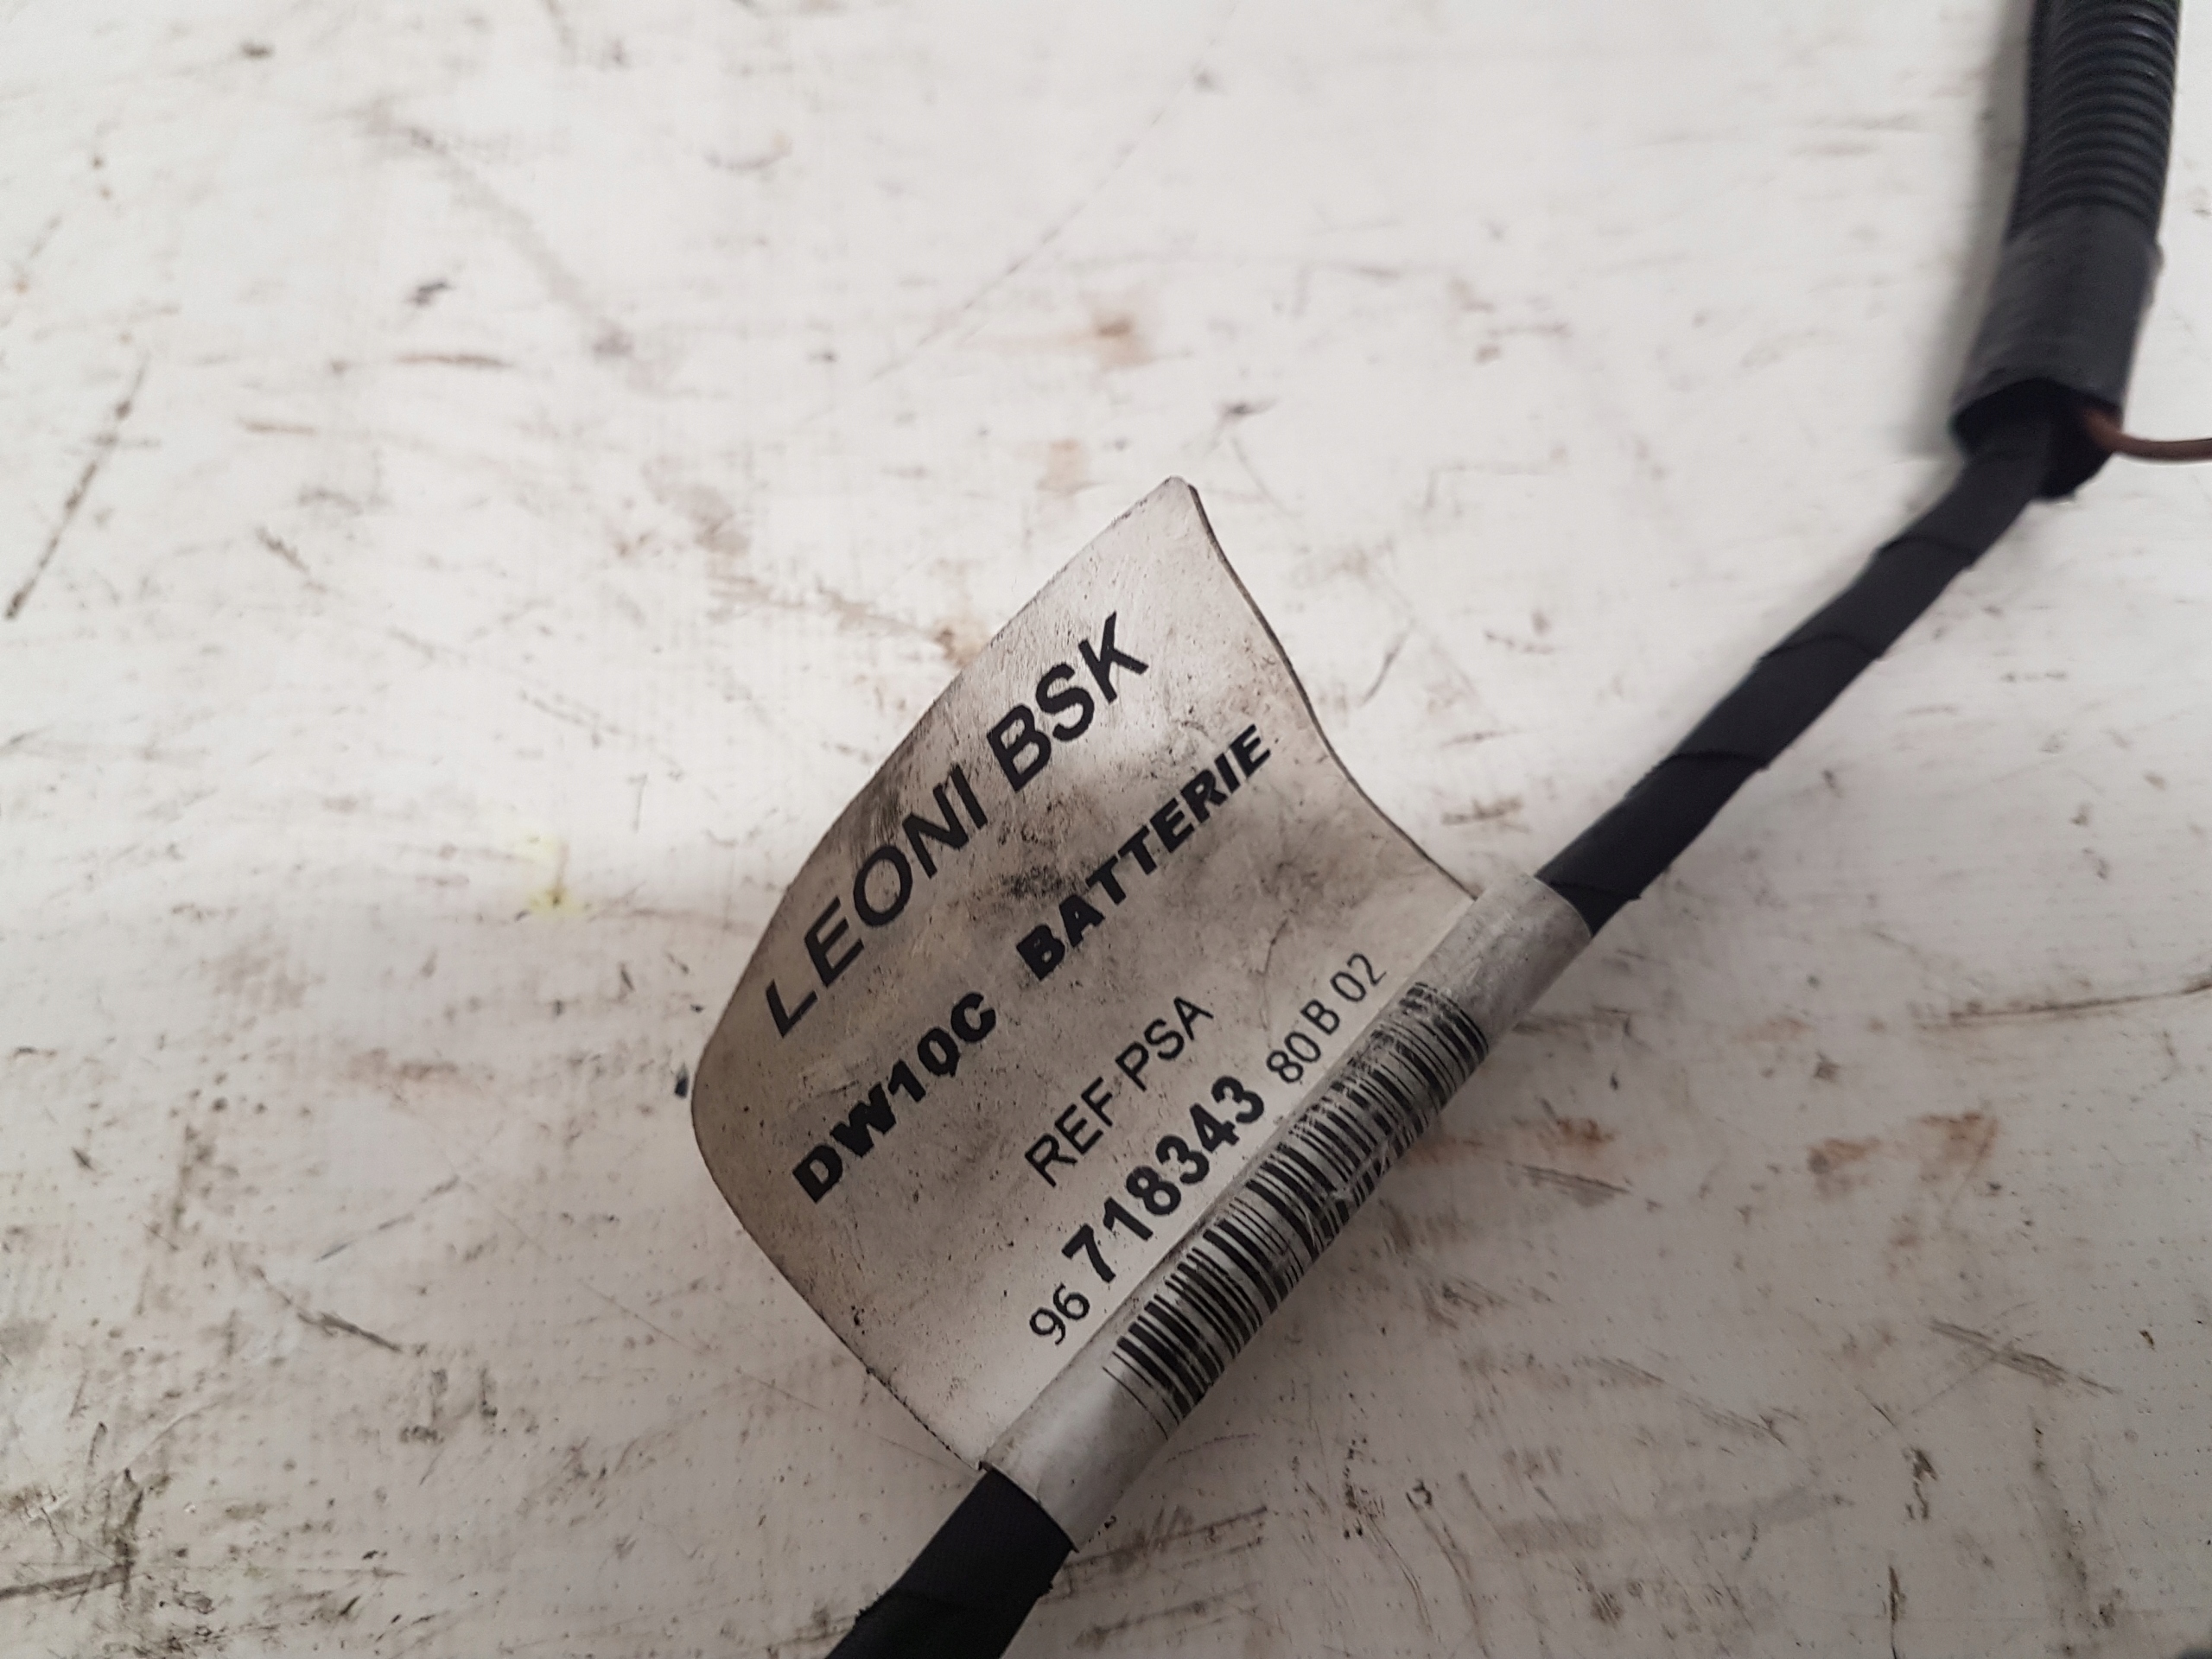 LEONI BSK
DW10C BATTERIE
REF PSA
96 718343 80 B 02